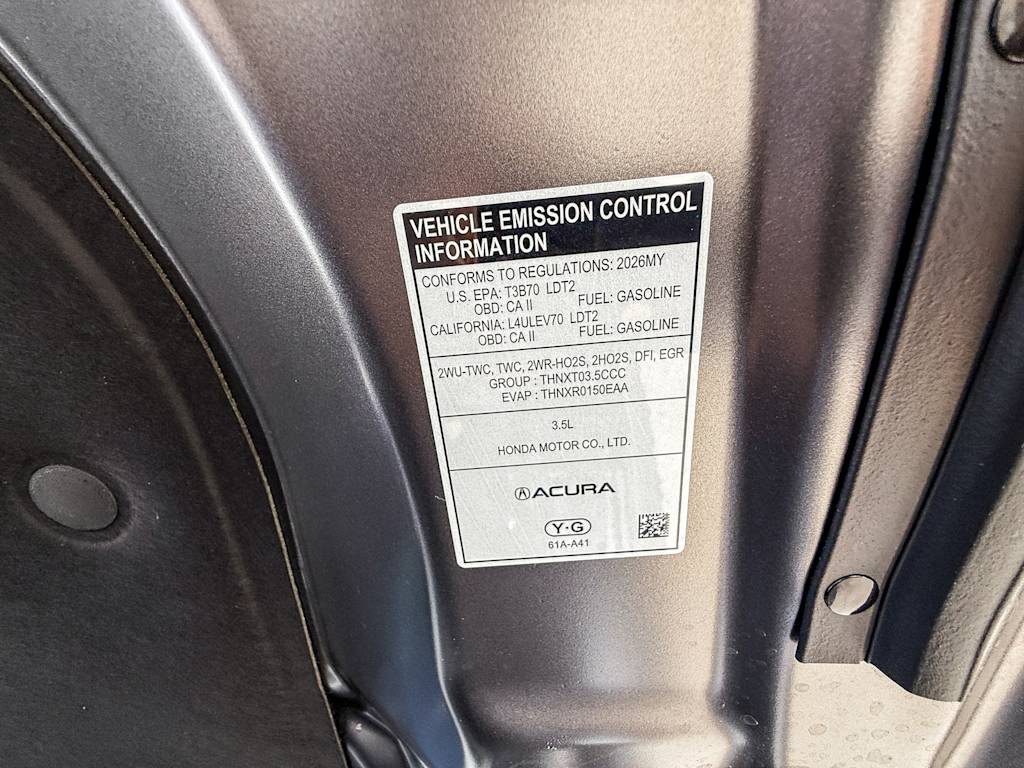 VEHICLE EMISSION CONTROL
INFORMATION
CONFORMS TO REGULATIONS: 2026MY
U.S. EPA: T3B70 LDT2
OBD: CA II FUEL: GASOLINE
CALIFORNIA: L4ULEV70 LDT2
OBD: CA II FUEL: GASOLINE
2WU-TWC, TWC, 2WR-HO2S, 2HO2S, DFI, EGR
GROUP : THNXT03.5CCC
EVAP : THNXR0150EAA
3.5L
HONDA MOTOR CO., LTD.
ACURA
Y·G
61A-A41